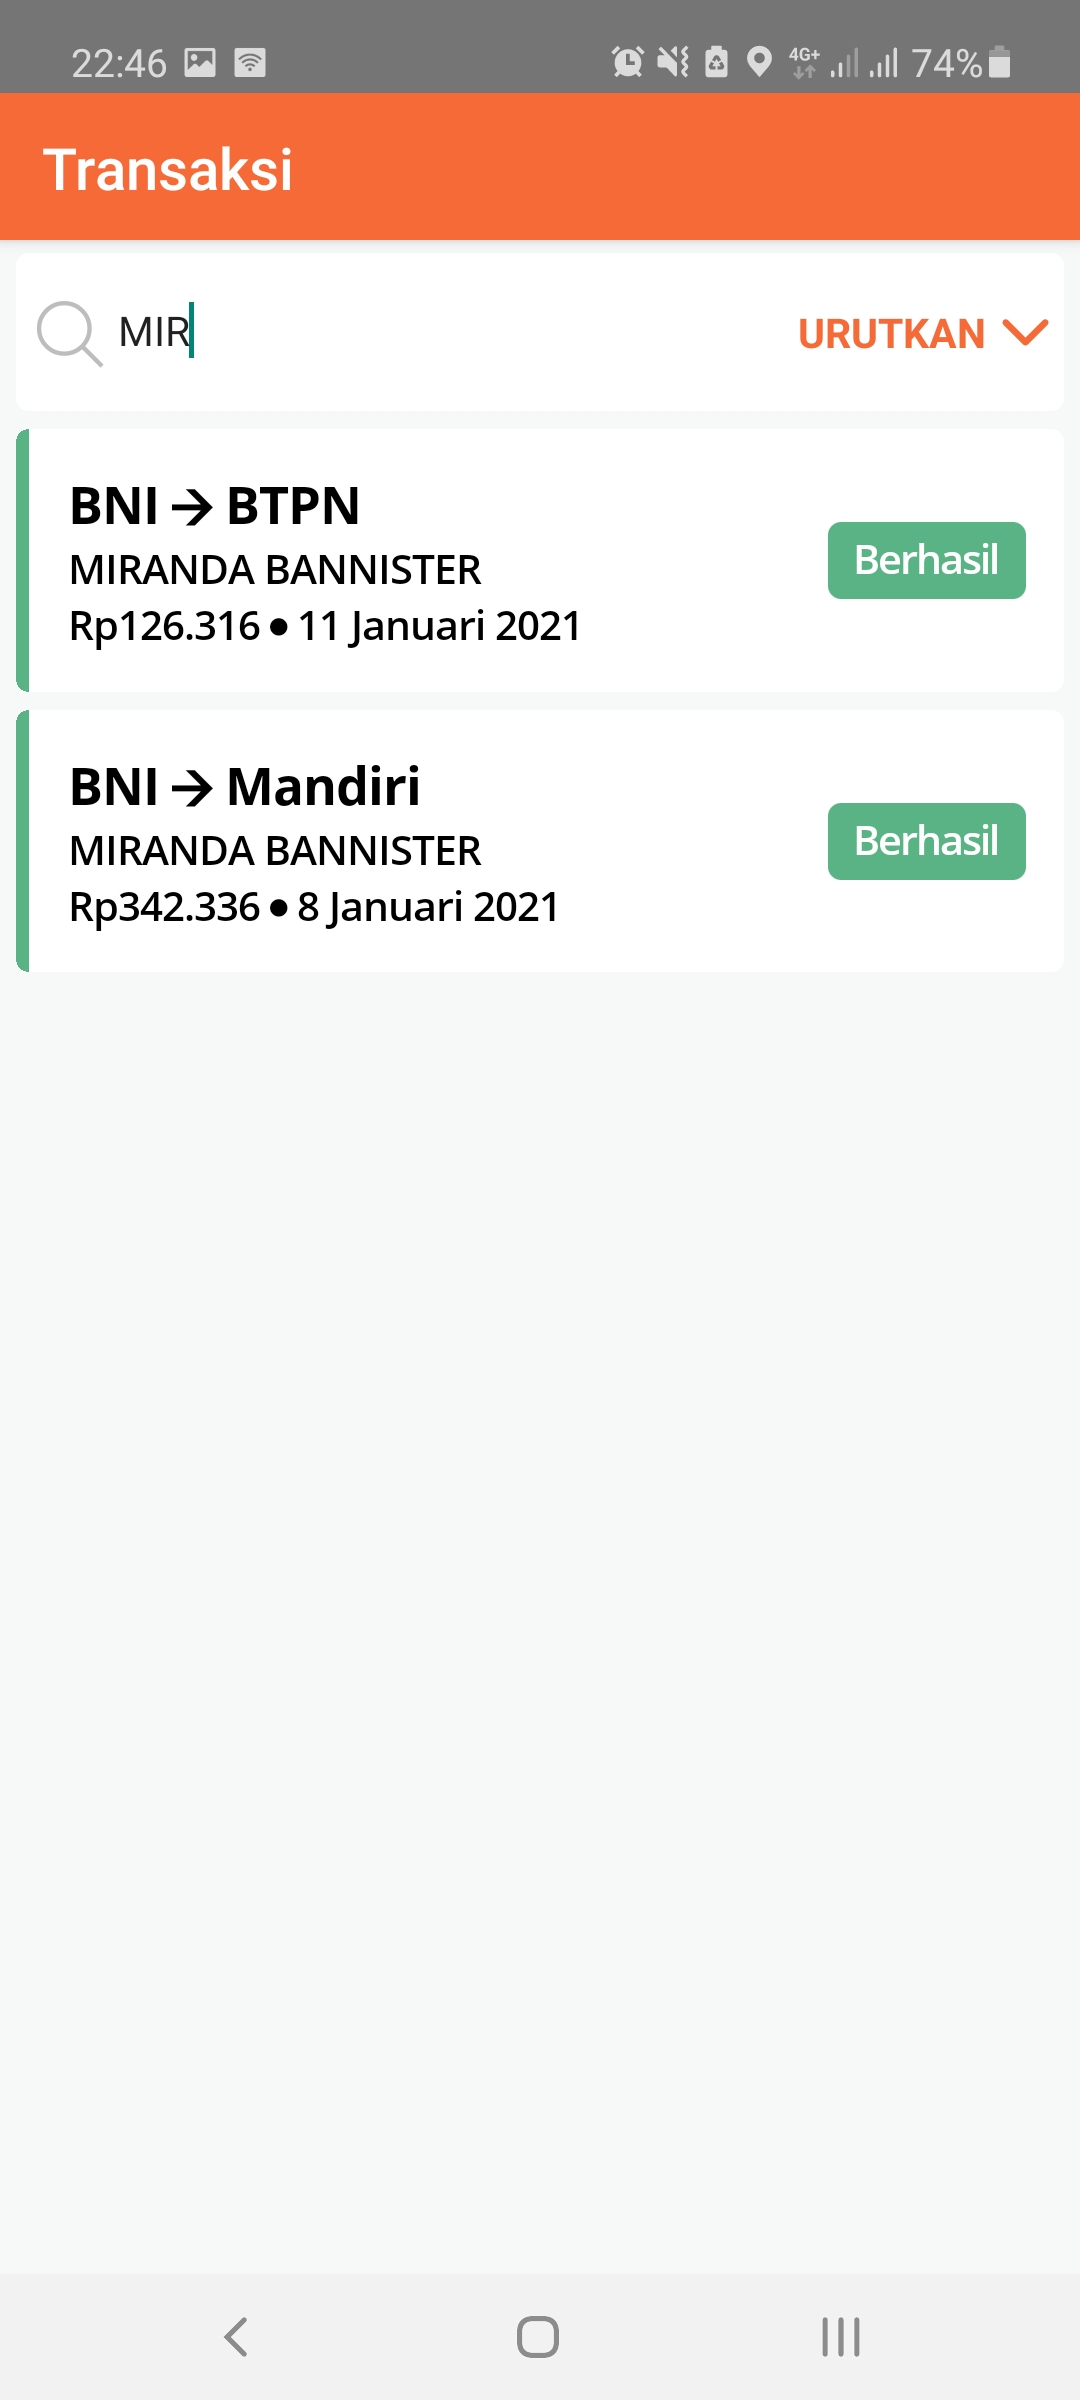 22:46 4G+ 74%
Transaksi
MIR URUTKAN
BNI → BTPN
MIRANDA BANNISTER
Rp126.316 ● 11 Januari 2021
Berhasil
BNI → Mandiri
MIRANDA BANNISTER
Rp342.336 ● 8 Januari 2021
Berhasil